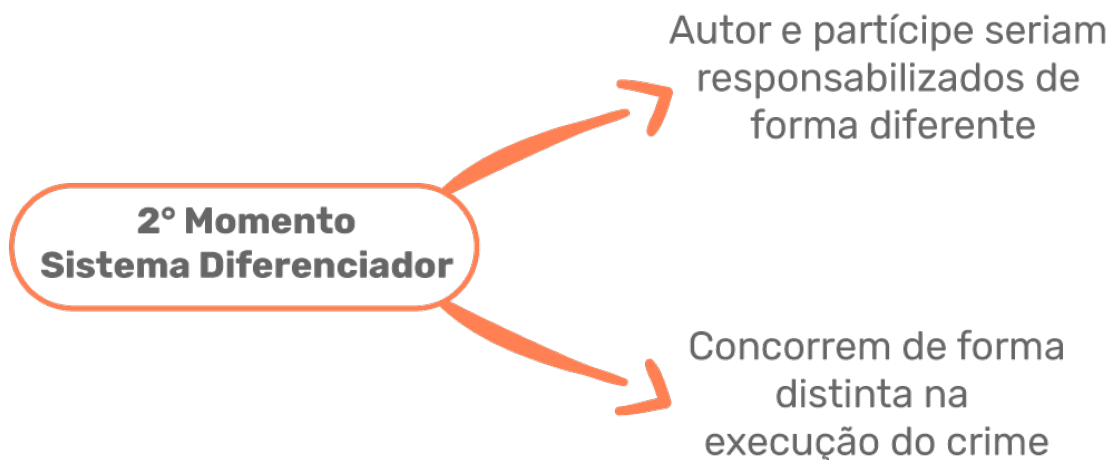 Autor e partícipe seriam
responsabilizados de
forma diferente
2° Momento
Sistema Diferenciador
Concorrem de forma
distinta na
execução do crime